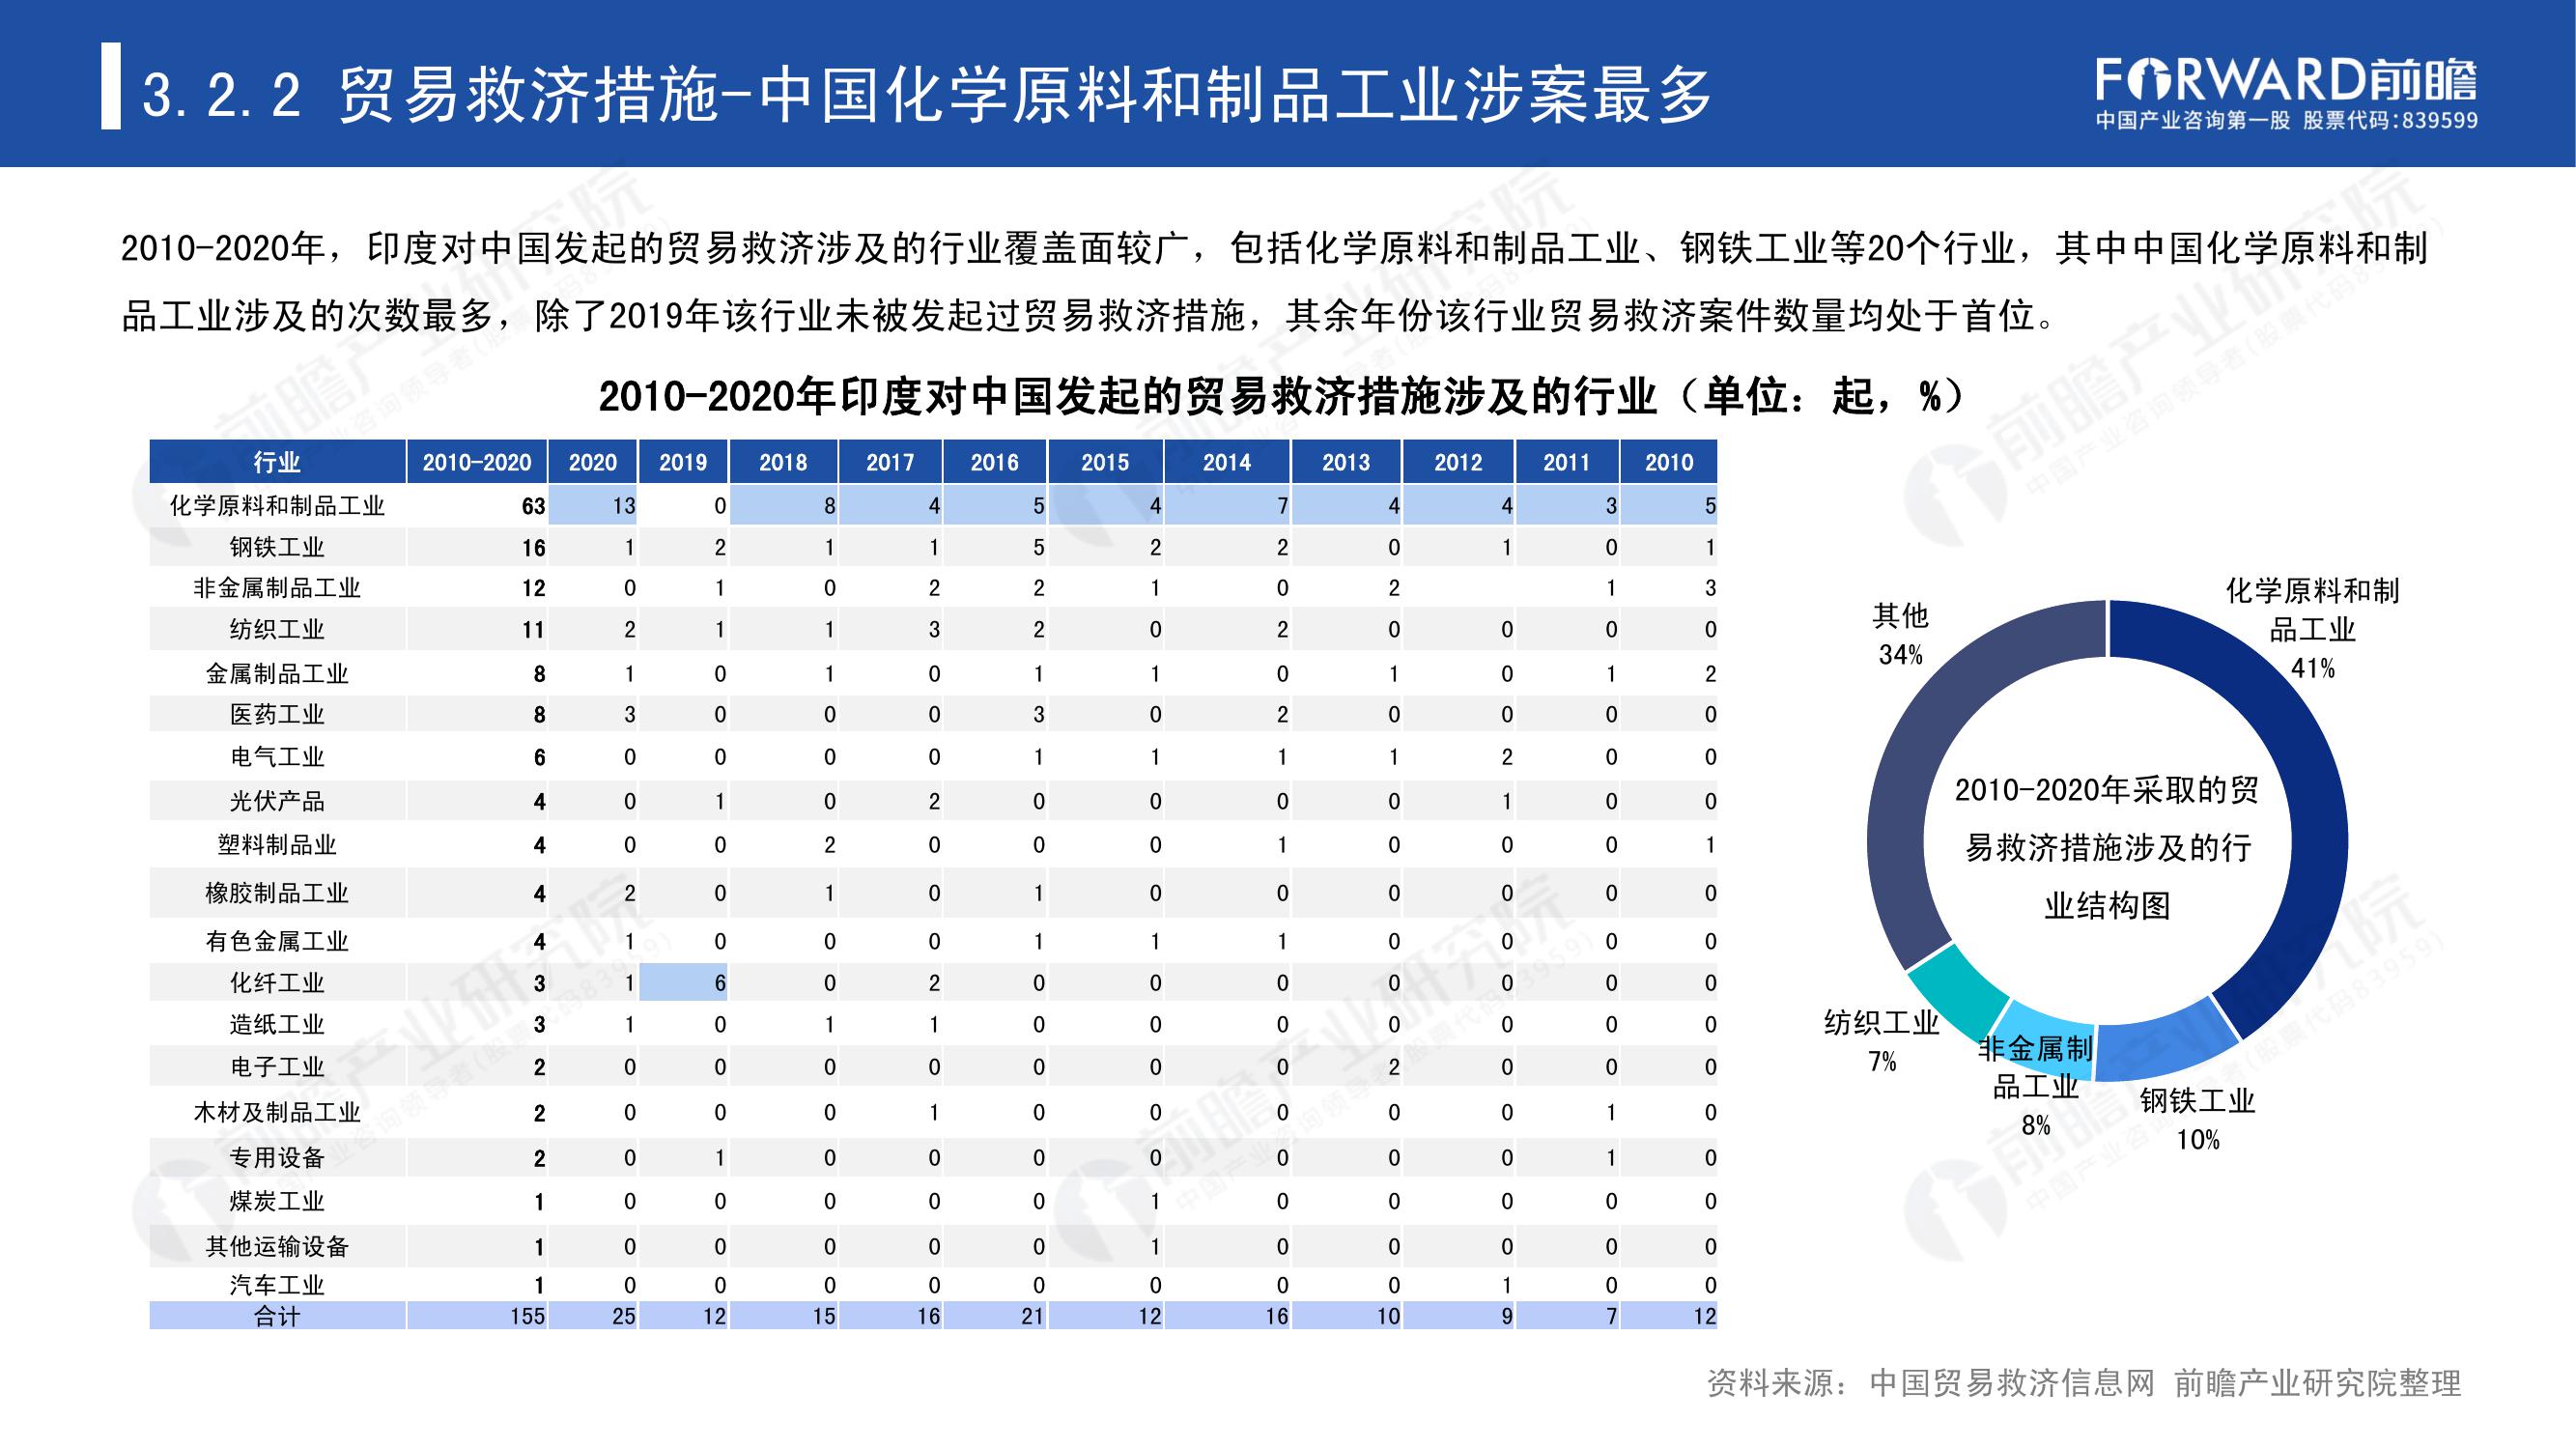 3.2.2 贸易救济措施-中国化学原料和制品工业涉案最多
FORWARD前瞻
中国产业咨询第一股 股票代码:839599
2010-2020年，印度对中国发起的贸易救济涉及的行业覆盖面较广，包括化学原料和制品工业、钢铁工业等20个行业，其中中国化学原料和制
品工业涉及的次数最多，除了2019年该行业未被发起过贸易救济措施，其余年份该行业贸易救济案件数量均处于首位。
2010-2020年印度对中国发起的贸易救济措施涉及的行业（单位：起，%）
行业 2010-2020 2020 2019 2018 2017 2016 2015 2014 2013 2012 2011 2010
化学原料和制品工业 63 13 0 8 4 5 4 7 4 4 3 5
钢铁工业 16 1 2 1 1 5 2 2 0 1 0 1
非金属制品工业 12 0 1 0 2 2 1 0 2 1 3
纺织工业 11 2 1 1 3 2 0 2 0 0 0 0
金属制品工业 8 1 0 1 0 1 1 0 1 0 1 2
医药工业 8 3 0 0 0 3 0 2 0 0 0 0
电气工业 6 0 0 0 0 1 1 1 1 2 0 0
光伏产品 4 0 1 0 2 0 0 0 0 1 0 0
塑料制品业 4 0 0 2 0 0 0 1 0 0 0 1
橡胶制品工业 4 2 0 1 0 1 0 0 0 0 0 0
有色金属工业 4 1 0 0 0 1 1 1 0 0 0 0
化纤工业 3 1 6 0 2 0 0 0 0 0 0 0
造纸工业 3 1 0 1 1 0 0 0 0 0 0 0
电子工业 2 0 0 0 0 0 0 0 2 0 0 0
木材及制品工业 2 0 0 0 1 0 0 0 0 0 1 0
专用设备 2 0 1 0 0 0 0 0 0 0 1 0
煤炭工业 1 0 0 0 0 0 1 0 0 0 0 0
其他运输设备 1 0 0 0 0 0 1 0 0 0 0 0
汽车工业 1 0 0 0 0 0 0 0 0 1 0 0
合计 155 25 12 15 16 21 12 16 10 9 7 12
化学原料和制
品工业
41%
其他
34%
2010-2020年采取的贸
易救济措施涉及的行
业结构图
纺织工业
7%
非金属制
品工业
8%
钢铁工业
10%
资料来源：中国贸易救济信息网 前瞻产业研究院整理